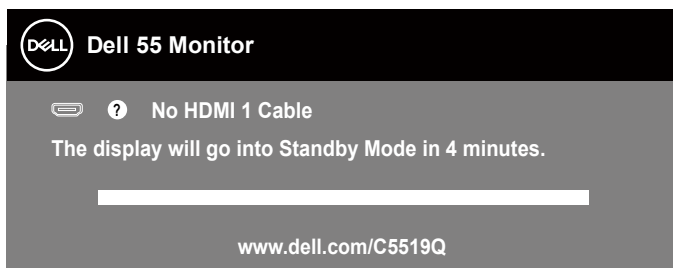 DELL Dell 55 Monitor
? No HDMI 1 Cable
The display will go into Standby Mode in 4 minutes.
www.dell.com/C5519Q